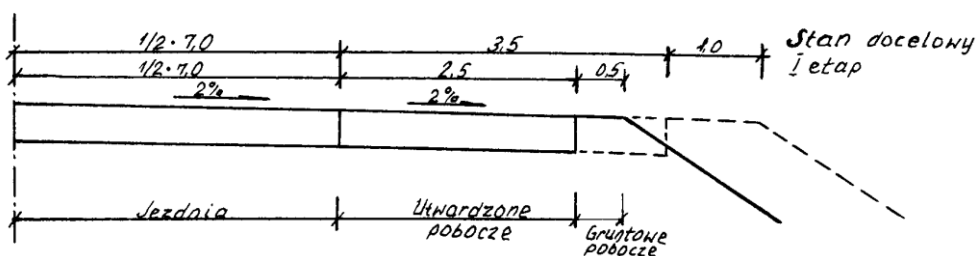 1/2·7,0 3,5 1,0 Stan docelowy
1/2·7,0 2,5 0,5 I etap
2% 2%
Jezdnia Utwardzone pobocze Gruntowe pobocze